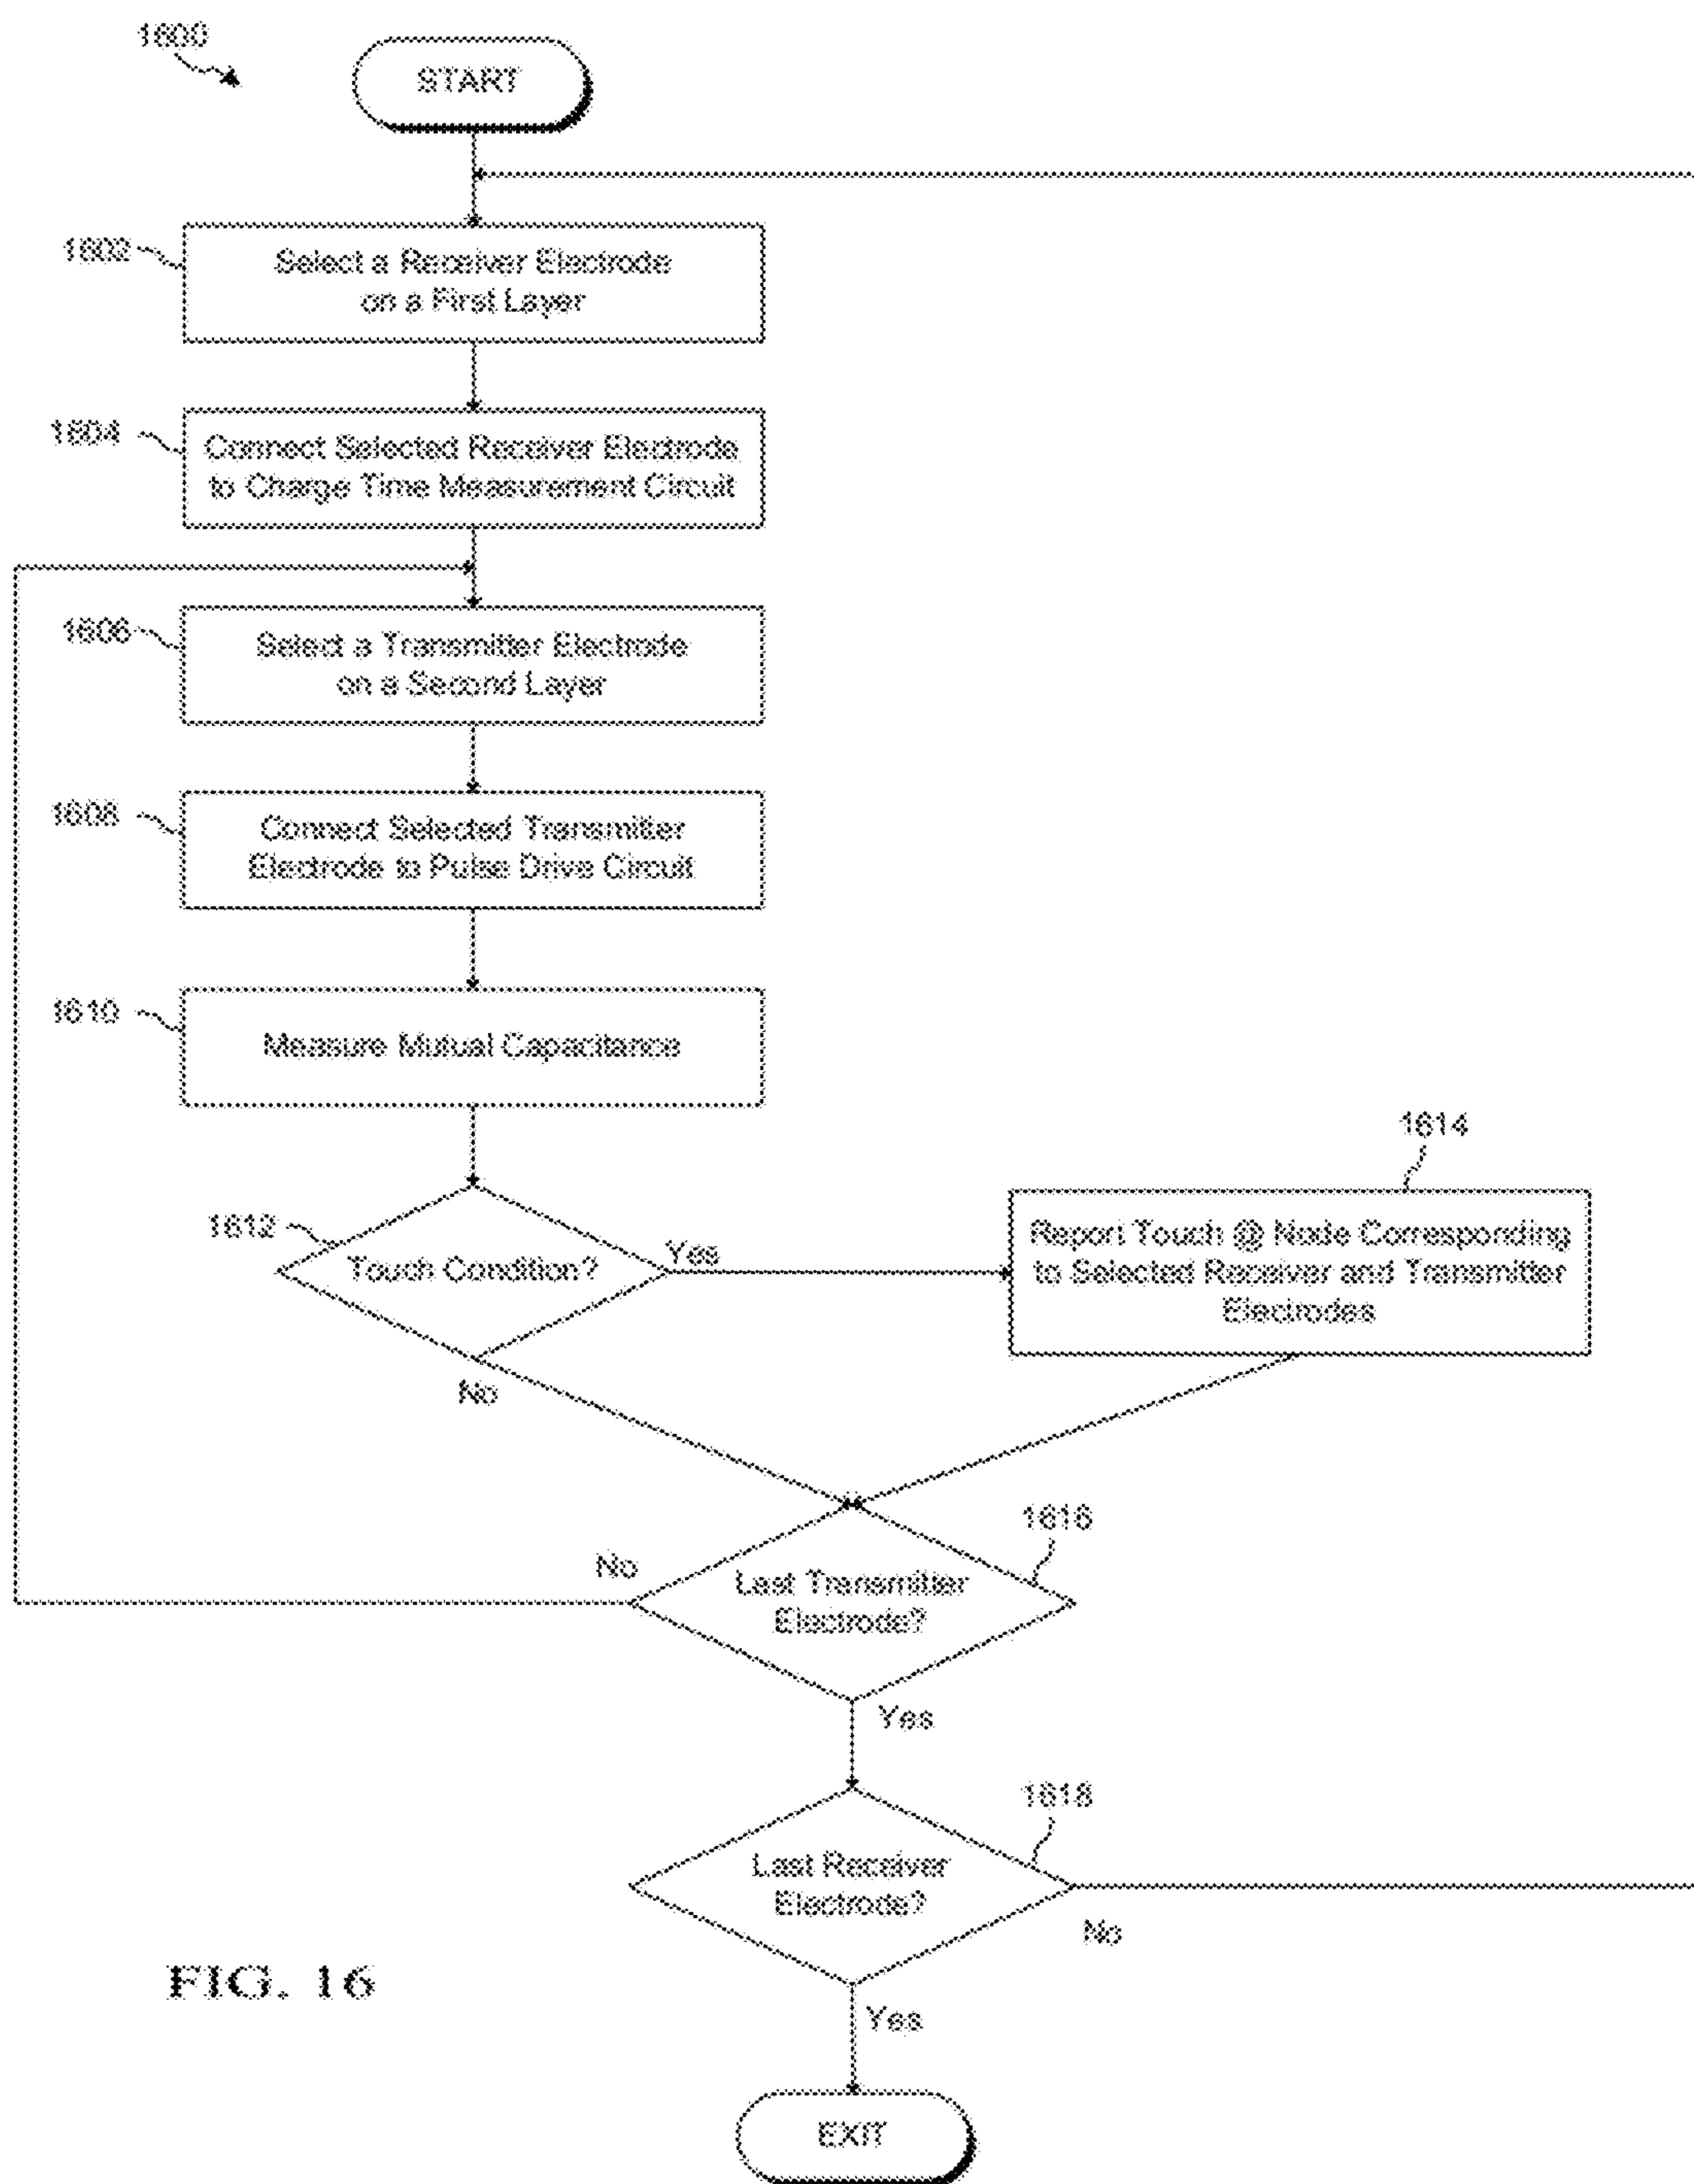 1600
START
1602
Select a Receiver Electrode
on a First Layer
1604
Connect Selected Receiver Electrode
to Charge Time Measurement Circuit
1606
Select a Transmitter Electrode
on a Second Layer
1608
Connect Selected Transmitter
Electrode to Pulse Drive Circuit
1610
Measure Mutual Capacitance
1612
Touch Condition?
Yes
No
1614
Report Touch @ Node Corresponding
to Selected Receiver and Transmitter
Electrodes
1616
Last Transmitter
Electrode?
No
Yes
1618
Last Receiver
Electrode?
No
Yes
FIG. 16
EXIT